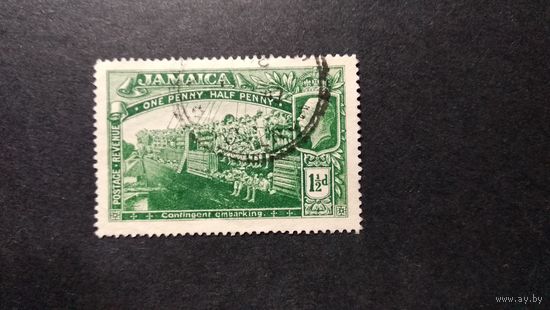 JAMAICA
ONE PENNY HALF PENNY
POSTAGE & REVENUE
1½d
Contingent embarking.
www.ay.by